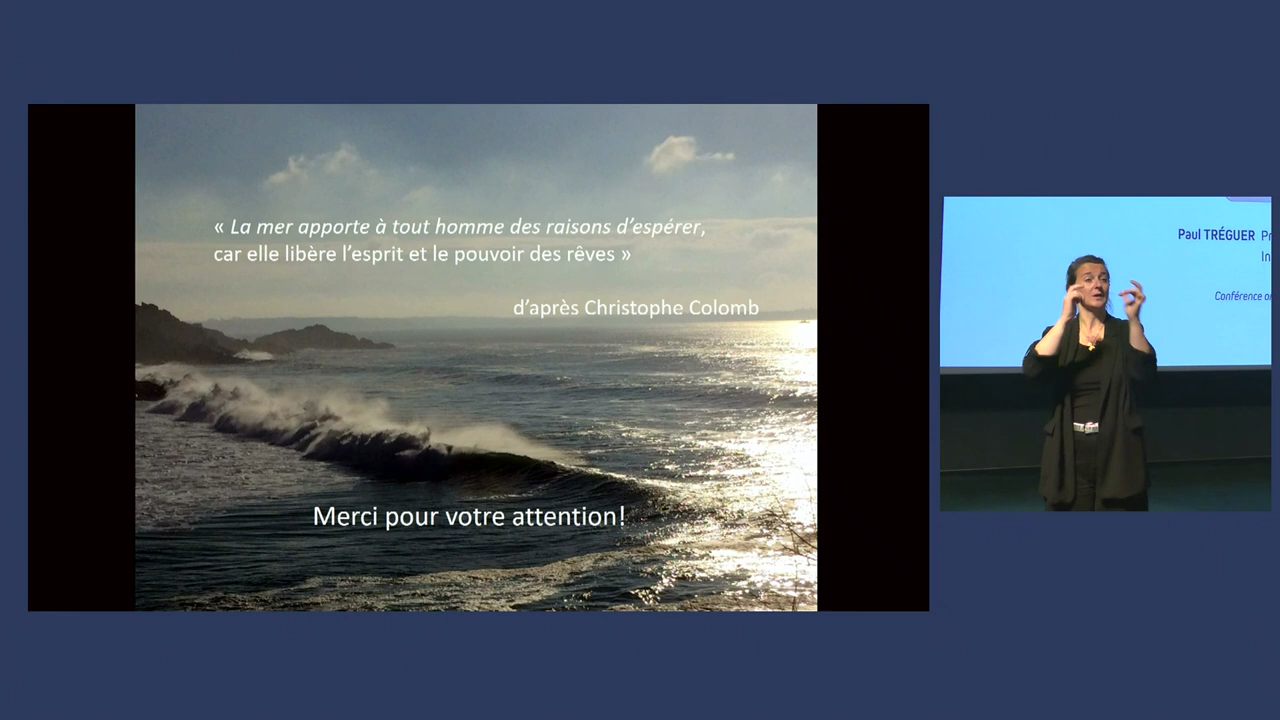 « La mer apporte à tout homme des raisons d’espérer,
car elle libère l’esprit et le pouvoir des rêves »
d’après Christophe Colomb
Merci pour votre attention!
Paul TRÉGUER
Conférence